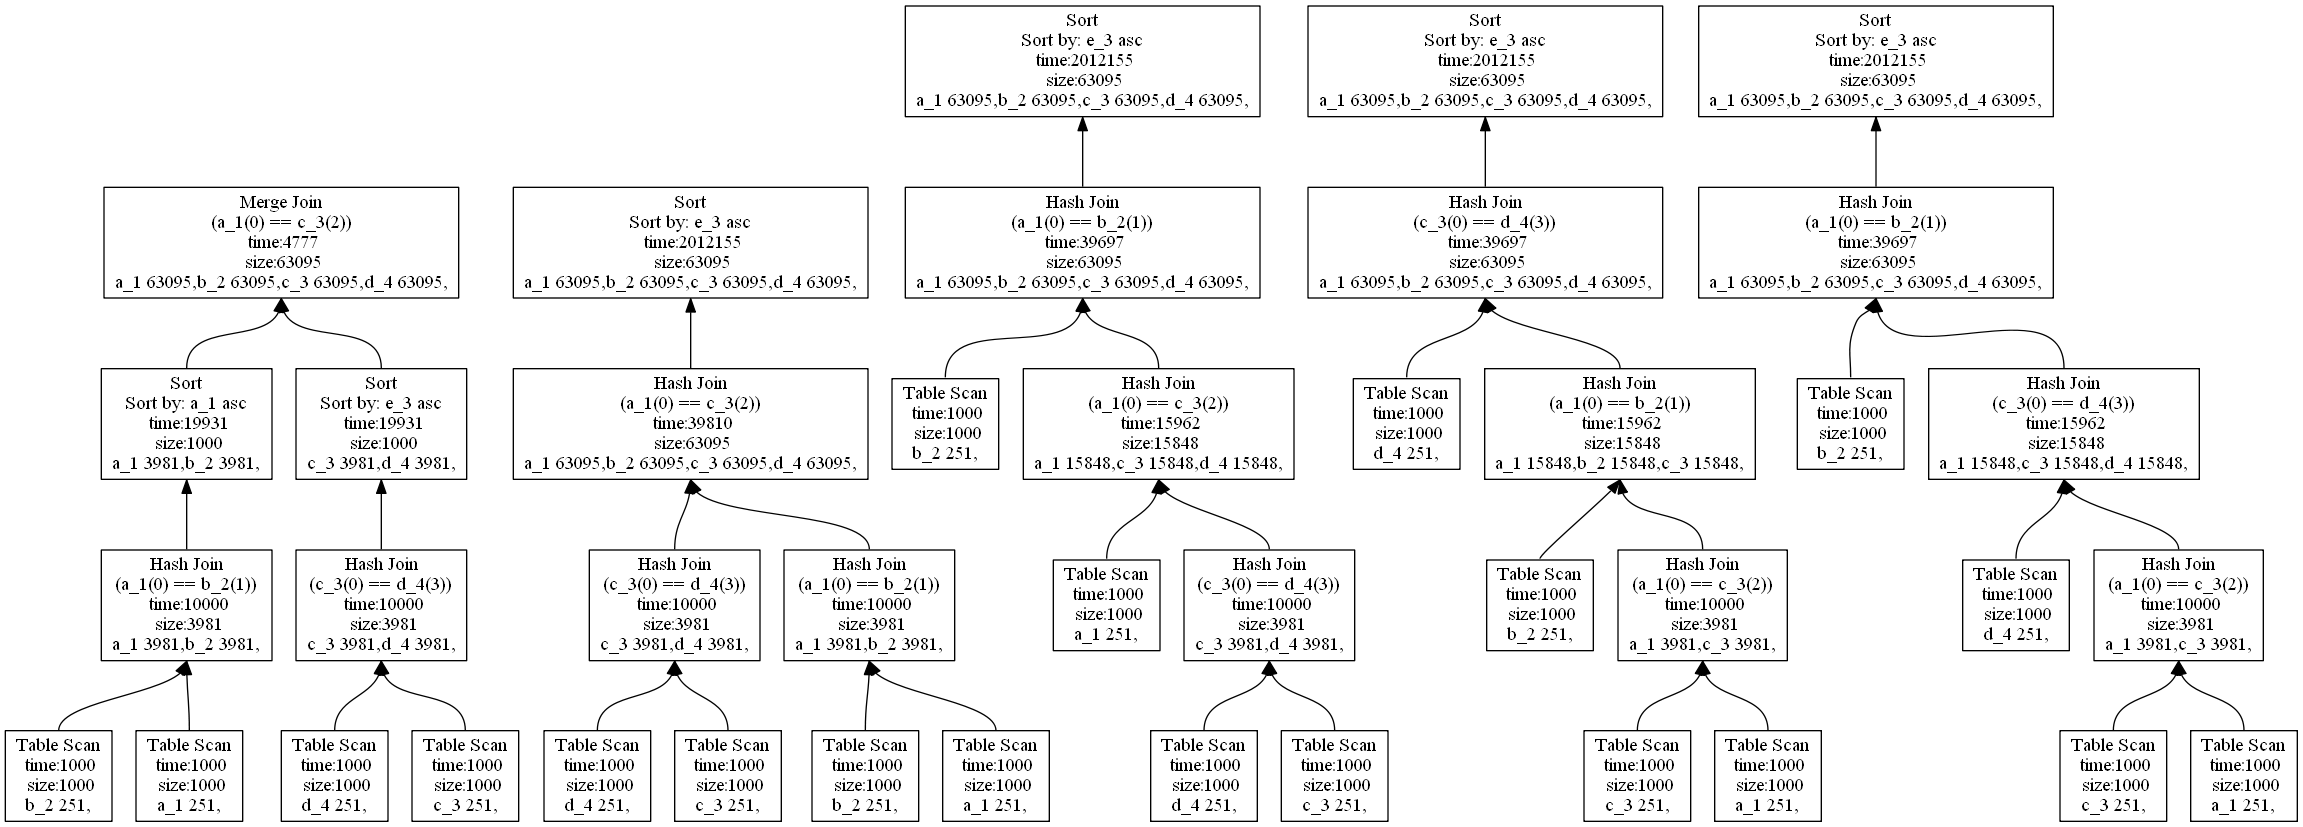 Sort
Sort by: e_3 asc
time:2012155
size:63095
a_1 63095,b_2 63095,c_3 63095,d_4 63095,
Sort
Sort by: e_3 asc
time:2012155
size:63095
a_1 63095,b_2 63095,c_3 63095,d_4 63095,
Sort
Sort by: e_3 asc
time:2012155
size:63095
a_1 63095,b_2 63095,c_3 63095,d_4 63095,
Merge Join
(a_1(0) == c_3(2))
time:4777
size:63095
a_1 63095,b_2 63095,c_3 63095,d_4 63095,
Sort
Sort by: e_3 asc
time:2012155
size:63095
a_1 63095,b_2 63095,c_3 63095,d_4 63095,
Hash Join
(a_1(0) == b_2(1))
time:39697
size:63095
a_1 63095,b_2 63095,c_3 63095,d_4 63095,
Hash Join
(c_3(0) == d_4(3))
time:39697
size:63095
a_1 63095,b_2 63095,c_3 63095,d_4 63095,
Hash Join
(a_1(0) == b_2(1))
time:39697
size:63095
a_1 63095,b_2 63095,c_3 63095,d_4 63095,
Sort
Sort by: a_1 asc
time:19931
size:1000
a_1 3981,b_2 3981,
Sort
Sort by: e_3 asc
time:19931
size:1000
c_3 3981,d_4 3981,
Hash Join
(a_1(0) == c_3(2))
time:39810
size:63095
a_1 63095,b_2 63095,c_3 63095,d_4 63095,
Table Scan
time:1000
size:1000
b_2 251,
Hash Join
(a_1(0) == c_3(2))
time:15962
size:15848
a_1 15848,c_3 15848,d_4 15848,
Table Scan
time:1000
size:1000
d_4 251,
Hash Join
(a_1(0) == b_2(1))
time:15962
size:15848
a_1 15848,b_2 15848,c_3 15848,
Table Scan
time:1000
size:1000
b_2 251,
Hash Join
(c_3(0) == d_4(3))
time:15962
size:15848
a_1 15848,c_3 15848,d_4 15848,
Hash Join
(a_1(0) == b_2(1))
time:10000
size:3981
a_1 3981,b_2 3981,
Hash Join
(c_3(0) == d_4(3))
time:10000
size:3981
c_3 3981,d_4 3981,
Hash Join
(c_3(0) == d_4(3))
time:10000
size:3981
c_3 3981,d_4 3981,
Hash Join
(a_1(0) == b_2(1))
time:10000
size:3981
a_1 3981,b_2 3981,
Table Scan
time:1000
size:1000
a_1 251,
Hash Join
(c_3(0) == d_4(3))
time:10000
size:3981
c_3 3981,d_4 3981,
Table Scan
time:1000
size:1000
b_2 251,
Hash Join
(a_1(0) == c_3(2))
time:10000
size:3981
a_1 3981,c_3 3981,
Table Scan
time:1000
size:1000
d_4 251,
Hash Join
(a_1(0) == c_3(2))
time:10000
size:3981
a_1 3981,c_3 3981,
Table Scan
time:1000
size:1000
b_2 251,
Table Scan
time:1000
size:1000
a_1 251,
Table Scan
time:1000
size:1000
d_4 251,
Table Scan
time:1000
size:1000
c_3 251,
Table Scan
time:1000
size:1000
d_4 251,
Table Scan
time:1000
size:1000
c_3 251,
Table Scan
time:1000
size:1000
b_2 251,
Table Scan
time:1000
size:1000
a_1 251,
Table Scan
time:1000
size:1000
d_4 251,
Table Scan
time:1000
size:1000
c_3 251,
Table Scan
time:1000
size:1000
c_3 251,
Table Scan
time:1000
size:1000
a_1 251,
Table Scan
time:1000
size:1000
c_3 251,
Table Scan
time:1000
size:1000
a_1 251,